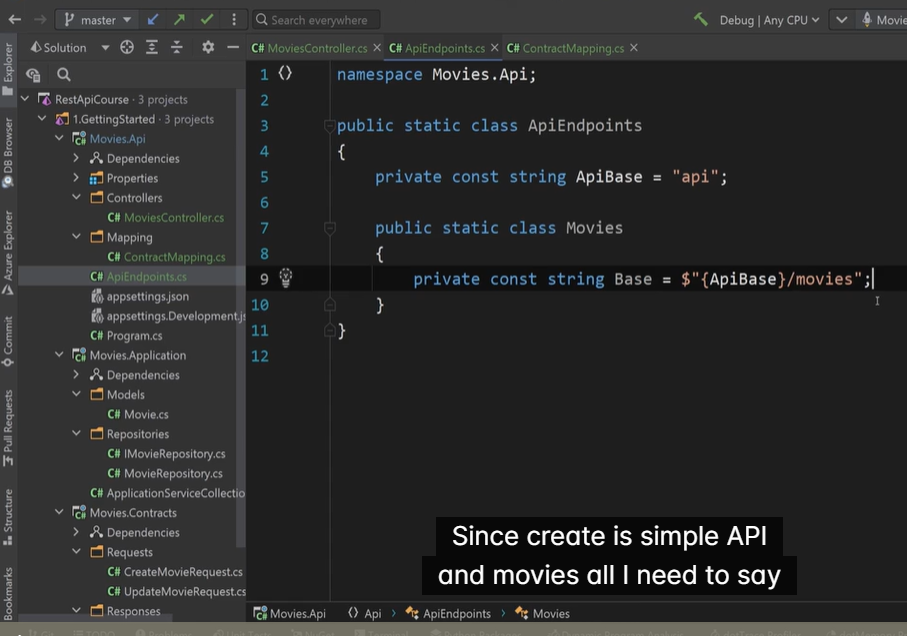 master
Search everywhere
Debug | Any CPU
Movie
Solution
MoviesController.cs
ApiEndpoints.cs
ContractMapping.cs
Explorer
DB Browser
Azure Explorer
Commit
Pull Requests
Structure
Bookmarks
RestApiCourse · 3 projects
1.GettingStarted · 3 projects
Movies.Api
Dependencies
Properties
Controllers
C# MoviesController.cs
Mapping
C# ContractMapping.cs
C# ApiEndpoints.cs
appsettings.json
appsettings.Development.js
C# Program.cs
Movies.Application
Dependencies
Models
C# Movie.cs
Repositories
C# IMovieRepository.cs
C# MovieRepository.cs
C# ApplicationServiceCollectio
Movies.Contracts
Dependencies
Requests
C# CreateMovieRequest.cs
C# UpdateMovieRequest.cs
Responses
1 namespace Movies.Api;
2
3 public static class ApiEndpoints
4 {
5 private const string ApiBase = "api";
6
7 public static class Movies
8 {
9 private const string Base = $"{ApiBase}/movies";
10 }
11 }
12
Since create is simple API
and movies all I need to say
Movies.Api
Api
ApiEndpoints
Movies